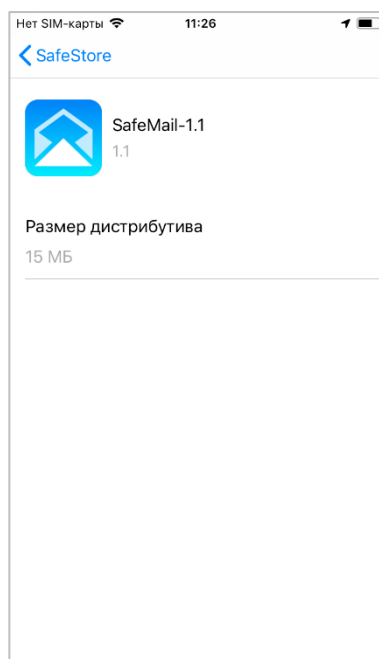 Нет SIM-карты 11:26
SafeStore
SafeMail-1.1
1.1
Размер дистрибутива
15 МБ